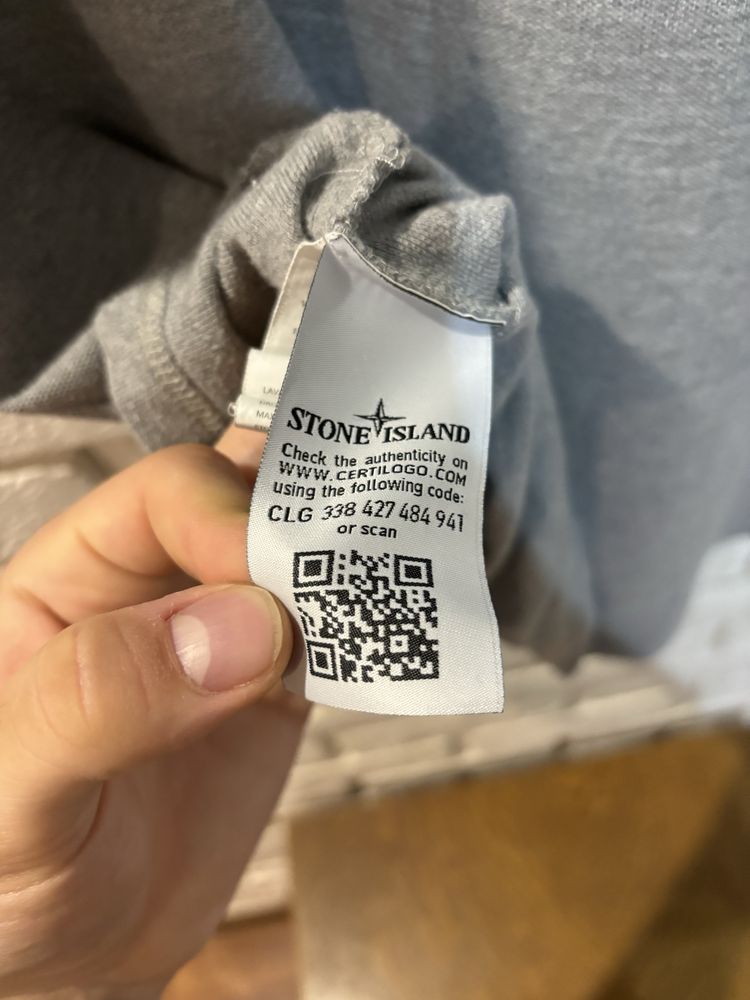 STONE ISLAND
Check the authenticity on
WWW.CERTILOGO.COM
using the following code:
CLG 338 427 484 941
or scan